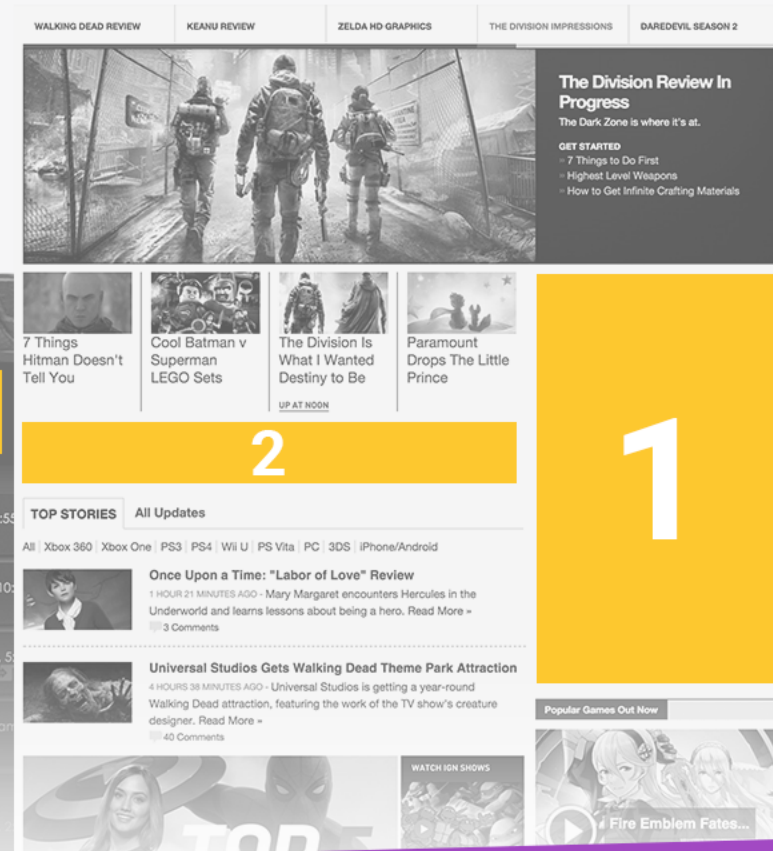 WALKING DEAD REVIEW
KEANU REVIEW
ZELDA HD GRAPHICS
THE DIVISION IMPRESSIONS
DAREDEVIL SEASON 2
The Division Review In
Progress
The Dark Zone is where it's at.
GET STARTED
» 7 Things to Do First
» Highest Level Weapons
» How to Get Infinite Crafting Materials
7 Things
Hitman Doesn't
Tell You
Cool Batman v
Superman
LEGO Sets
The Division Is
What I Wanted
Destiny to Be
UP AT NOON
Paramount
Drops The Little
Prince
1
2
TOP STORIES
All Updates
All | Xbox 360 | Xbox One | PS3 | PS4 | Wii U | PS Vita | PC | 3DS | iPhone/Android
Once Upon a Time: "Labor of Love" Review
1 HOUR 21 MINUTES AGO - Mary Margaret encounters Hercules in the
Underworld and learns lessons about being a hero. Read More »
3 Comments
Universal Studios Gets Walking Dead Theme Park Attraction
4 HOURS 38 MINUTES AGO - Universal Studios is getting a year-round
Walking Dead attraction, featuring the work of the TV show's creature
designer. Read More »
40 Comments
Popular Games Out Now
WATCH IGN SHOWS
Fire Emblem Fates...